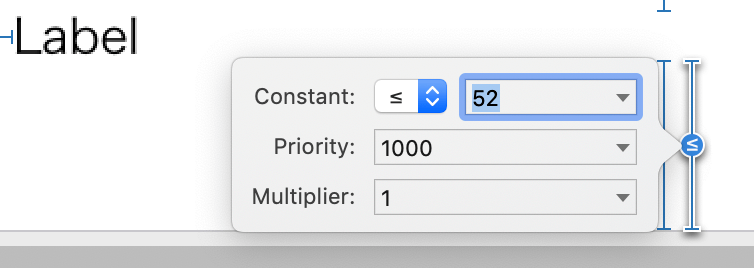 Label
Constant: ≤ 52
Priority: 1000
Multiplier: 1
≤